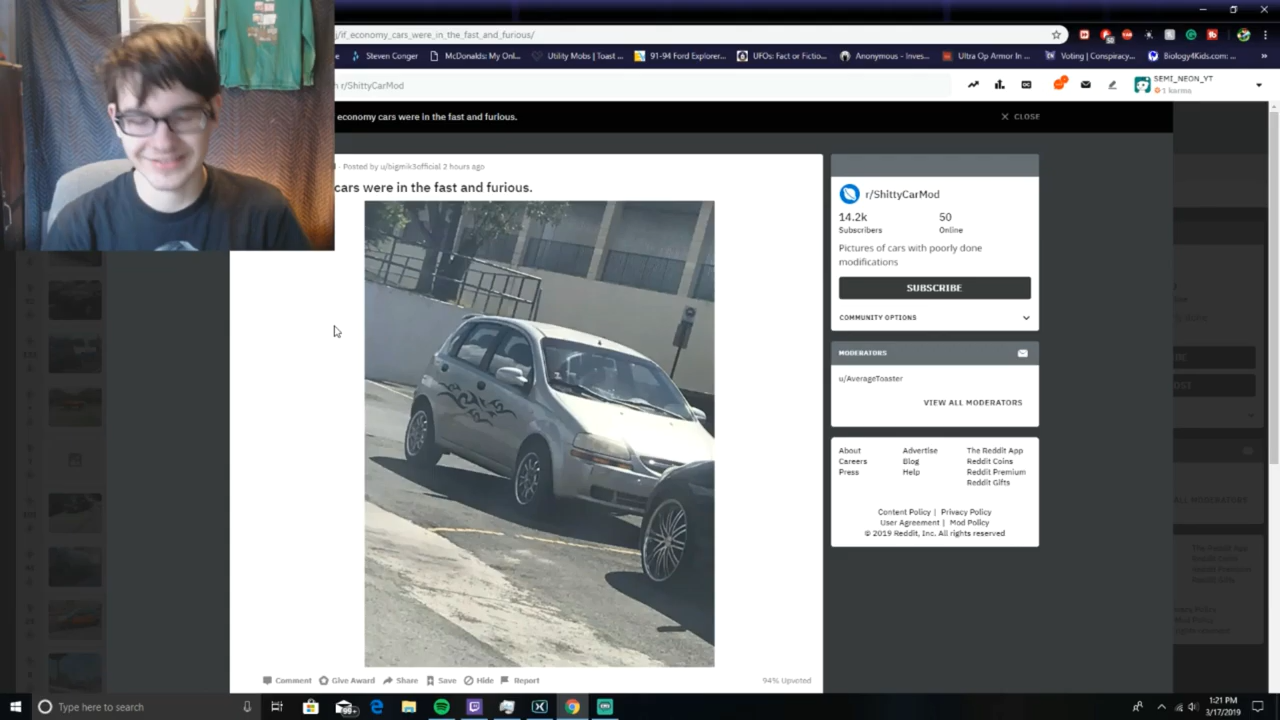 j/if_economy_cars_were_in_the_fast_and_furious/
Steven Conger
McDonalds: My Onl...
Utility Mobs | Toast ...
91-94 Ford Explorer...
UFOs: Fact or Fictio...
Anonymous - Inves...
Ultra Op Armor In ...
Voting | Conspiracy...
Biology4Kids.com: ...
r/ShittyCarMod
SEMI_NEON_YT
1 karma
economy cars were in the fast and furious.
CLOSE
Posted by u/bigmik3official 2 hours ago
cars were in the fast and furious.
r/ShittyCarMod
14.2k
50
Subscribers
Online
Pictures of cars with poorly done
modifications
SUBSCRIBE
COMMUNITY OPTIONS
MODERATORS
u/AverageToaster
VIEW ALL MODERATORS
About
Advertise
The Reddit App
Careers
Blog
Reddit Coins
Press
Help
Reddit Premium
Reddit Gifts
Content Policy | Privacy Policy
User Agreement | Mod Policy
© 2019 Reddit, Inc. All rights reserved
Comment
Give Award
Share
Save
Hide
Report
94% Upvoted
Type here to search
99+
1:21 PM
3/17/2019